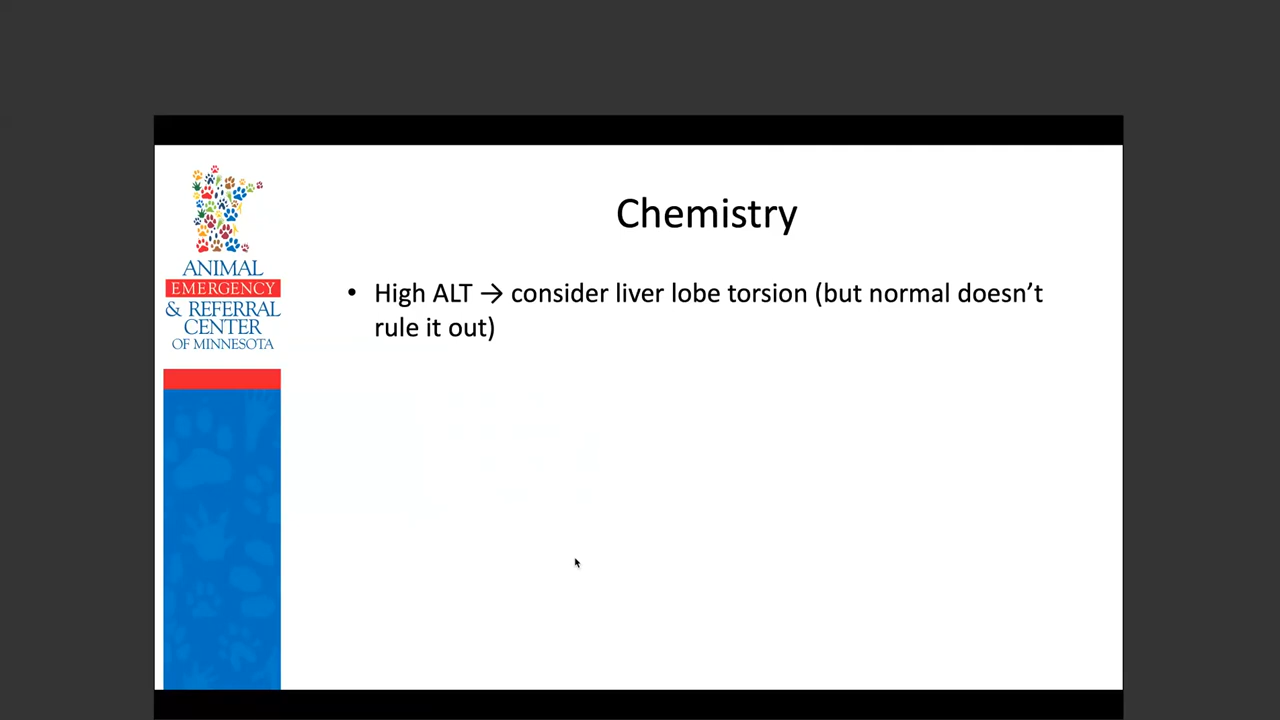 ANIMAL
EMERGENCY
& REFERRAL
CENTER
OF MINNESOTA
Chemistry
• High ALT → consider liver lobe torsion (but normal doesn’t
rule it out)